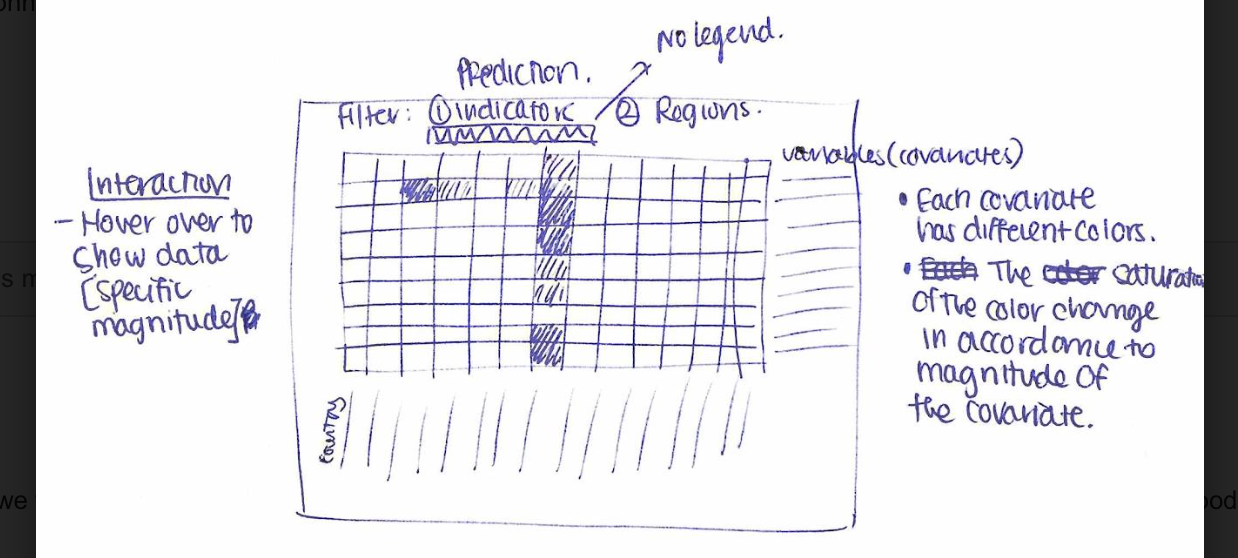 No legend.
Prediction.
Filter: ① indicator ② Regions.
variables (covariates)
Interaction
- Hover over to
show data
[specific
magnitude]
• Each covariate
has different colors.
• Each The color saturatio
of the color change
in accordance to
magnitude of
the covariate.
country